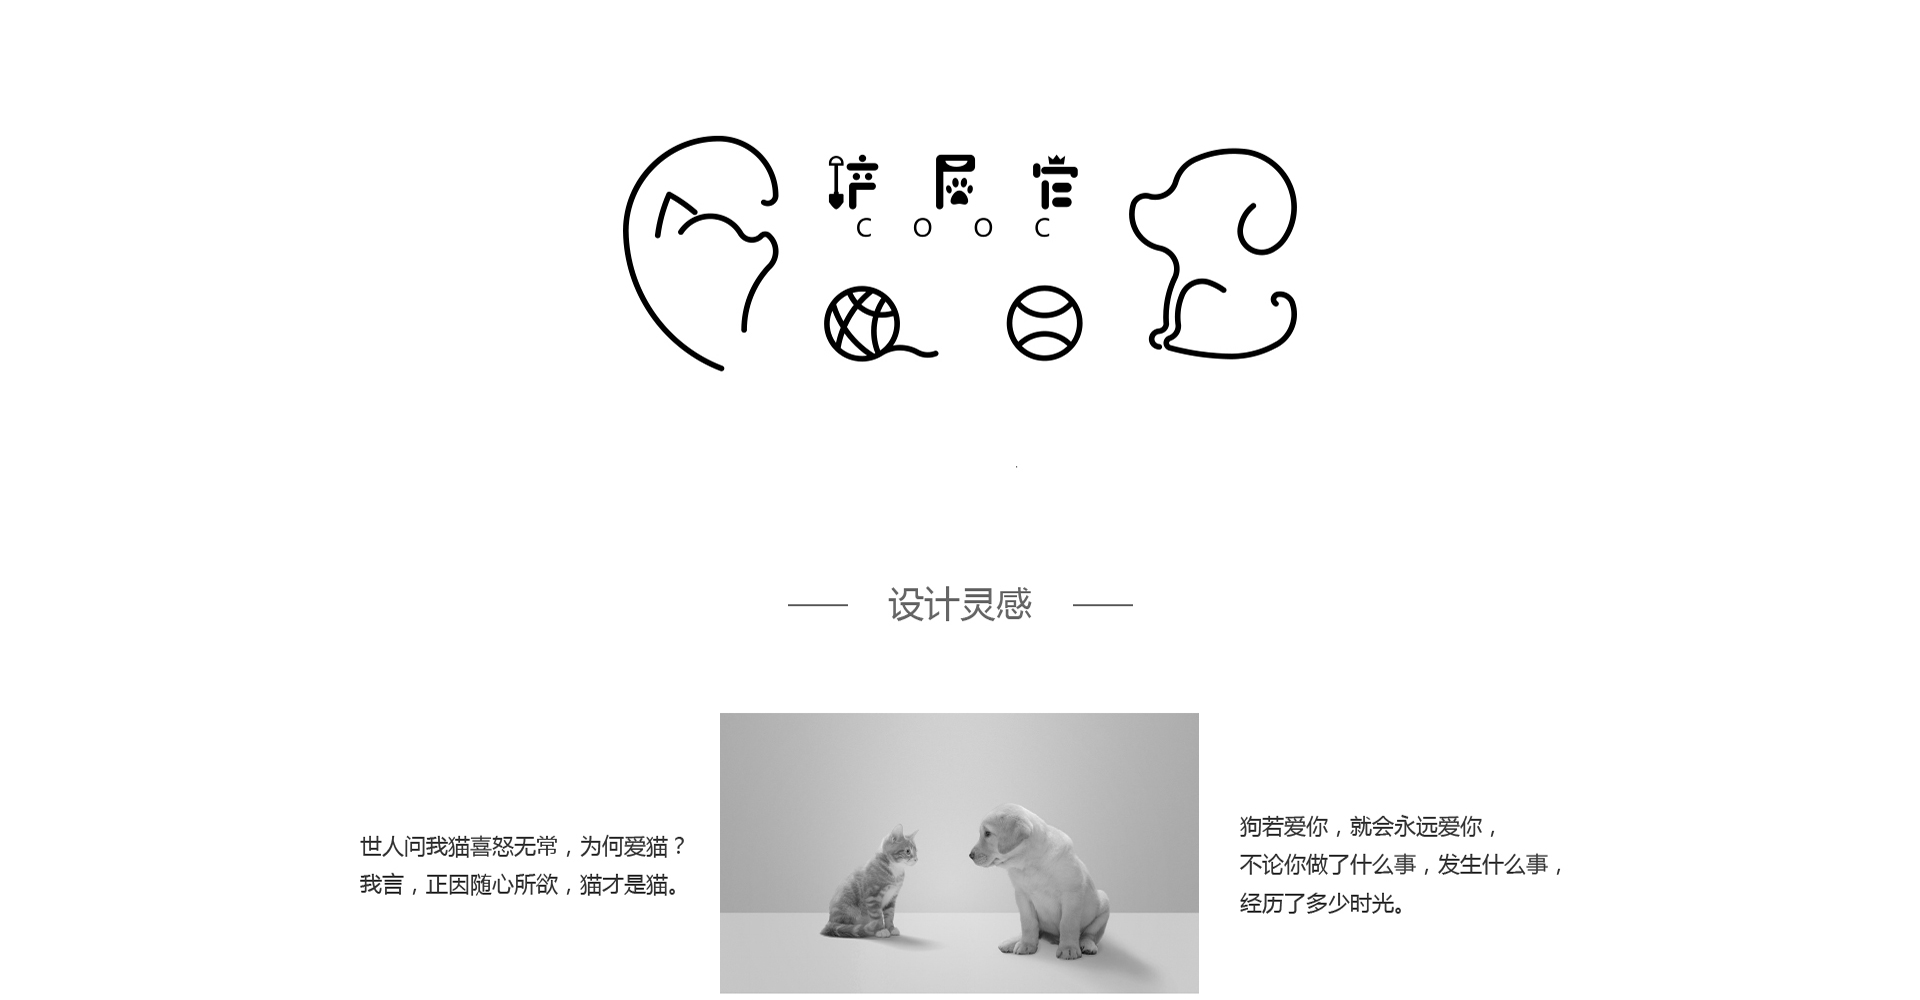 铲屎官
C O O C
设计灵感
世人问我猫喜怒无常，为何爱猫？
我言，正因随心所欲，猫才是猫。
狗若爱你，就会永远爱你，
不论你做了什么事，发生什么事，
经历了多少时光。